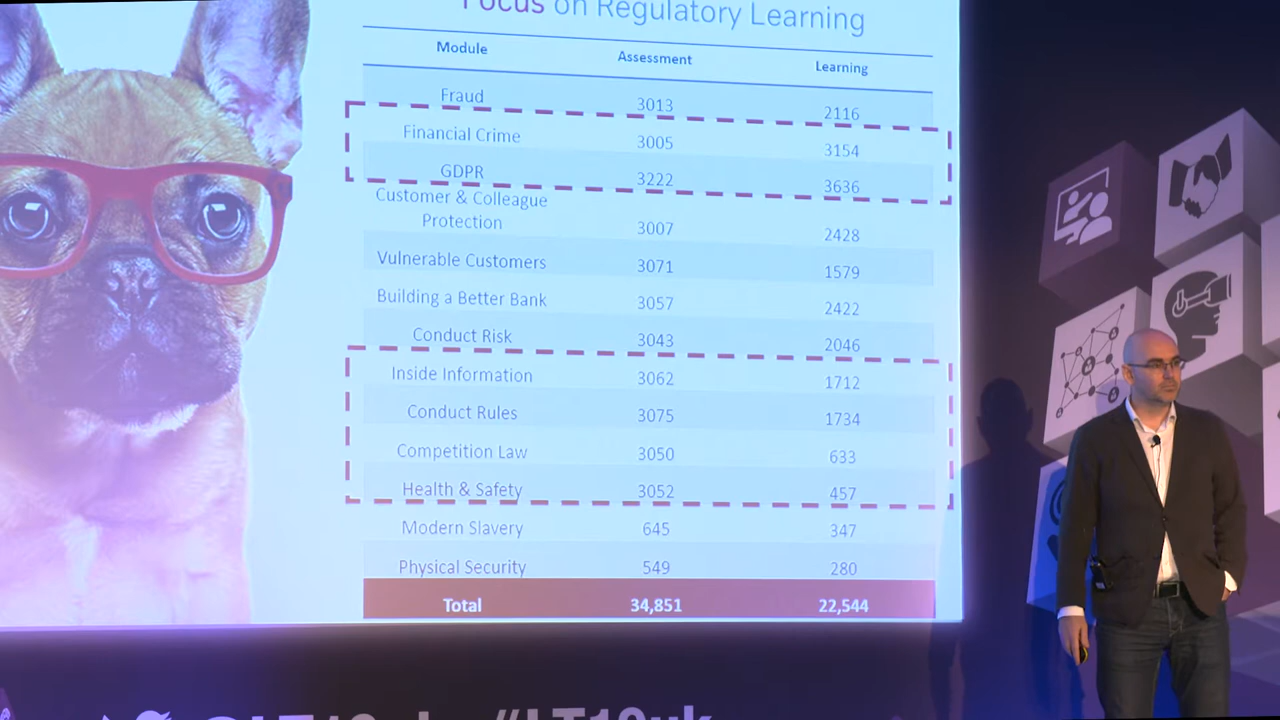 Focus on Regulatory Learning
Module Assessment Learning
Fraud 3013 2116
Financial Crime 3005 3154
GDPR 3222 3636
Customer & Colleague
Protection 3007 2428
Vulnerable Customers 3071 1579
Building a Better Bank 3057 2422
Conduct Risk 3043 2046
Inside Information 3062 1712
Conduct Rules 3075 1734
Competition Law 3050 633
Health & Safety 3052 457
Modern Slavery 645 347
Physical Security 549 280
Total 34,851 22,544
#LT19uk